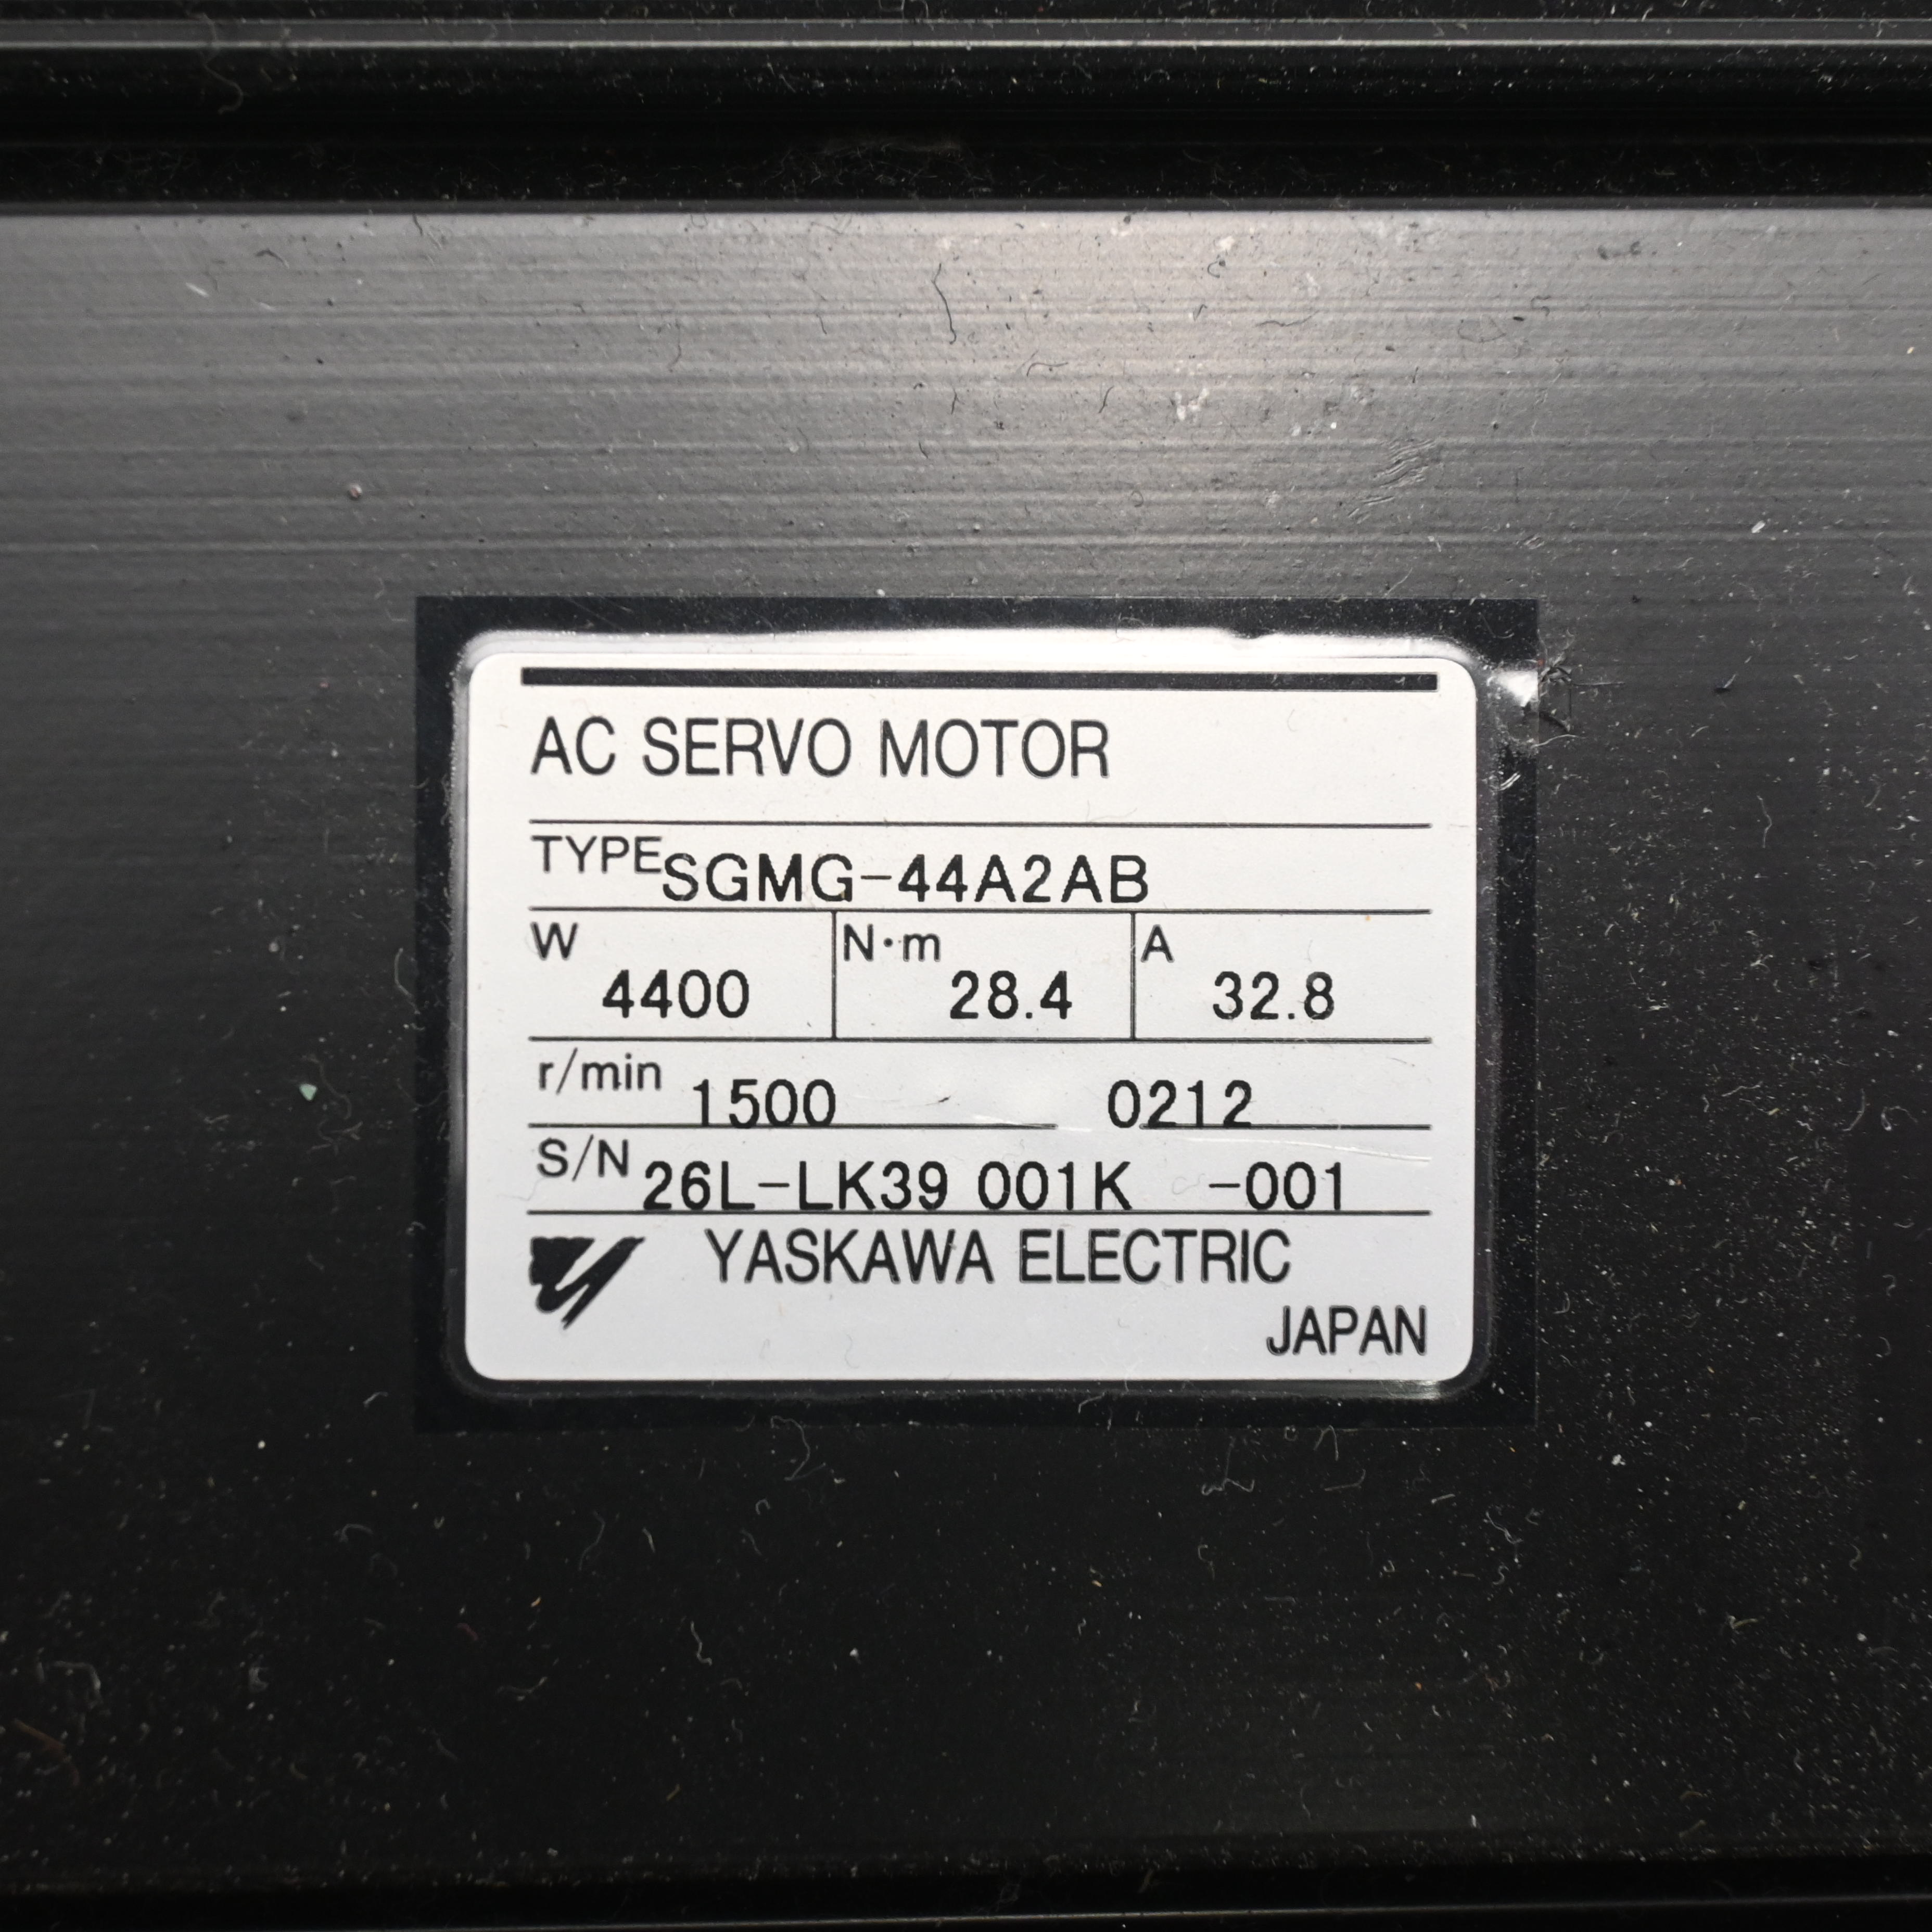 AC SERVO MOTOR
TYPE SGMG-44A2AB
W 4400 N·m 28.4 A 32.8
r/min 1500 0212
S/N 26L-LK39 001K -001
YASKAWA ELECTRIC
JAPAN